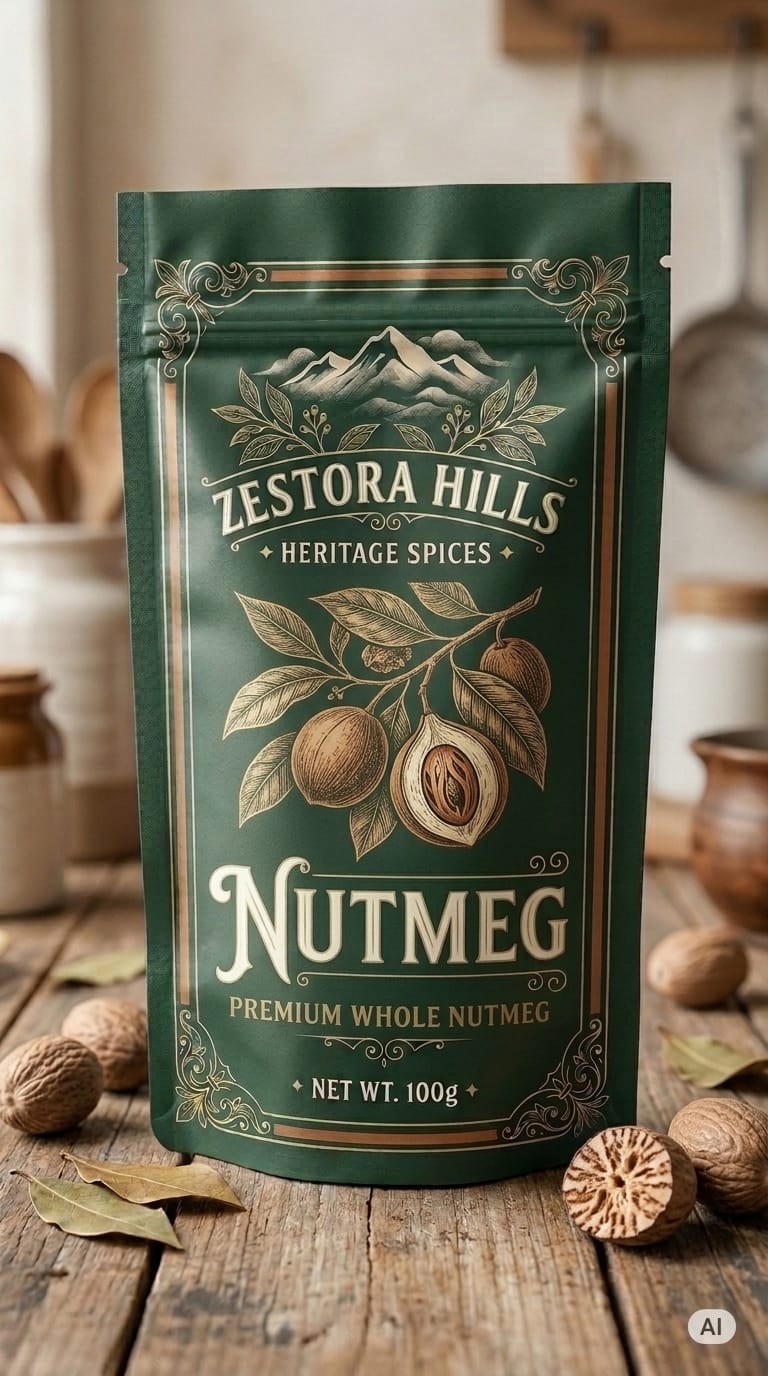 ZESTORA HILLS
✦ HERITAGE SPICES ✦
NUTMEG
PREMIUM WHOLE NUTMEG
✦ NET WT. 100g ✦
AI